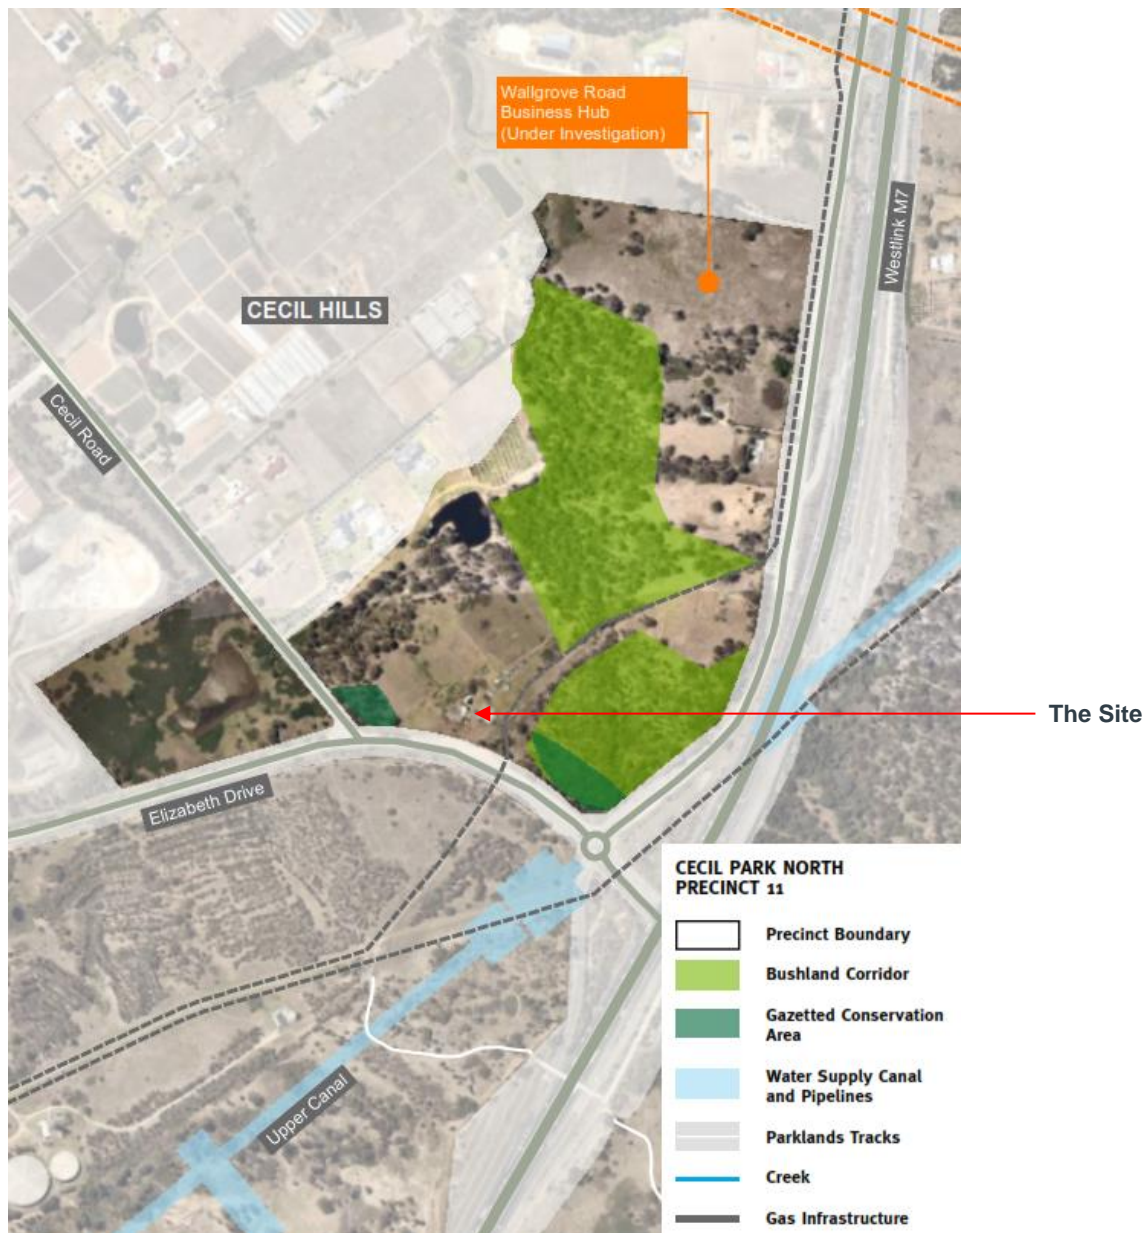 Wallgrove Road
Business Hub
(Under Investigation)
Westlink M7
CECIL HILLS
Cecil Road
The Site
Elizabeth Drive
Upper Canal
CECIL PARK NORTH
PRECINCT 11
Precinct Boundary
Bushland Corridor
Gazetted Conservation
Area
Water Supply Canal
and Pipelines
Parklands Tracks
Creek
Gas Infrastructure